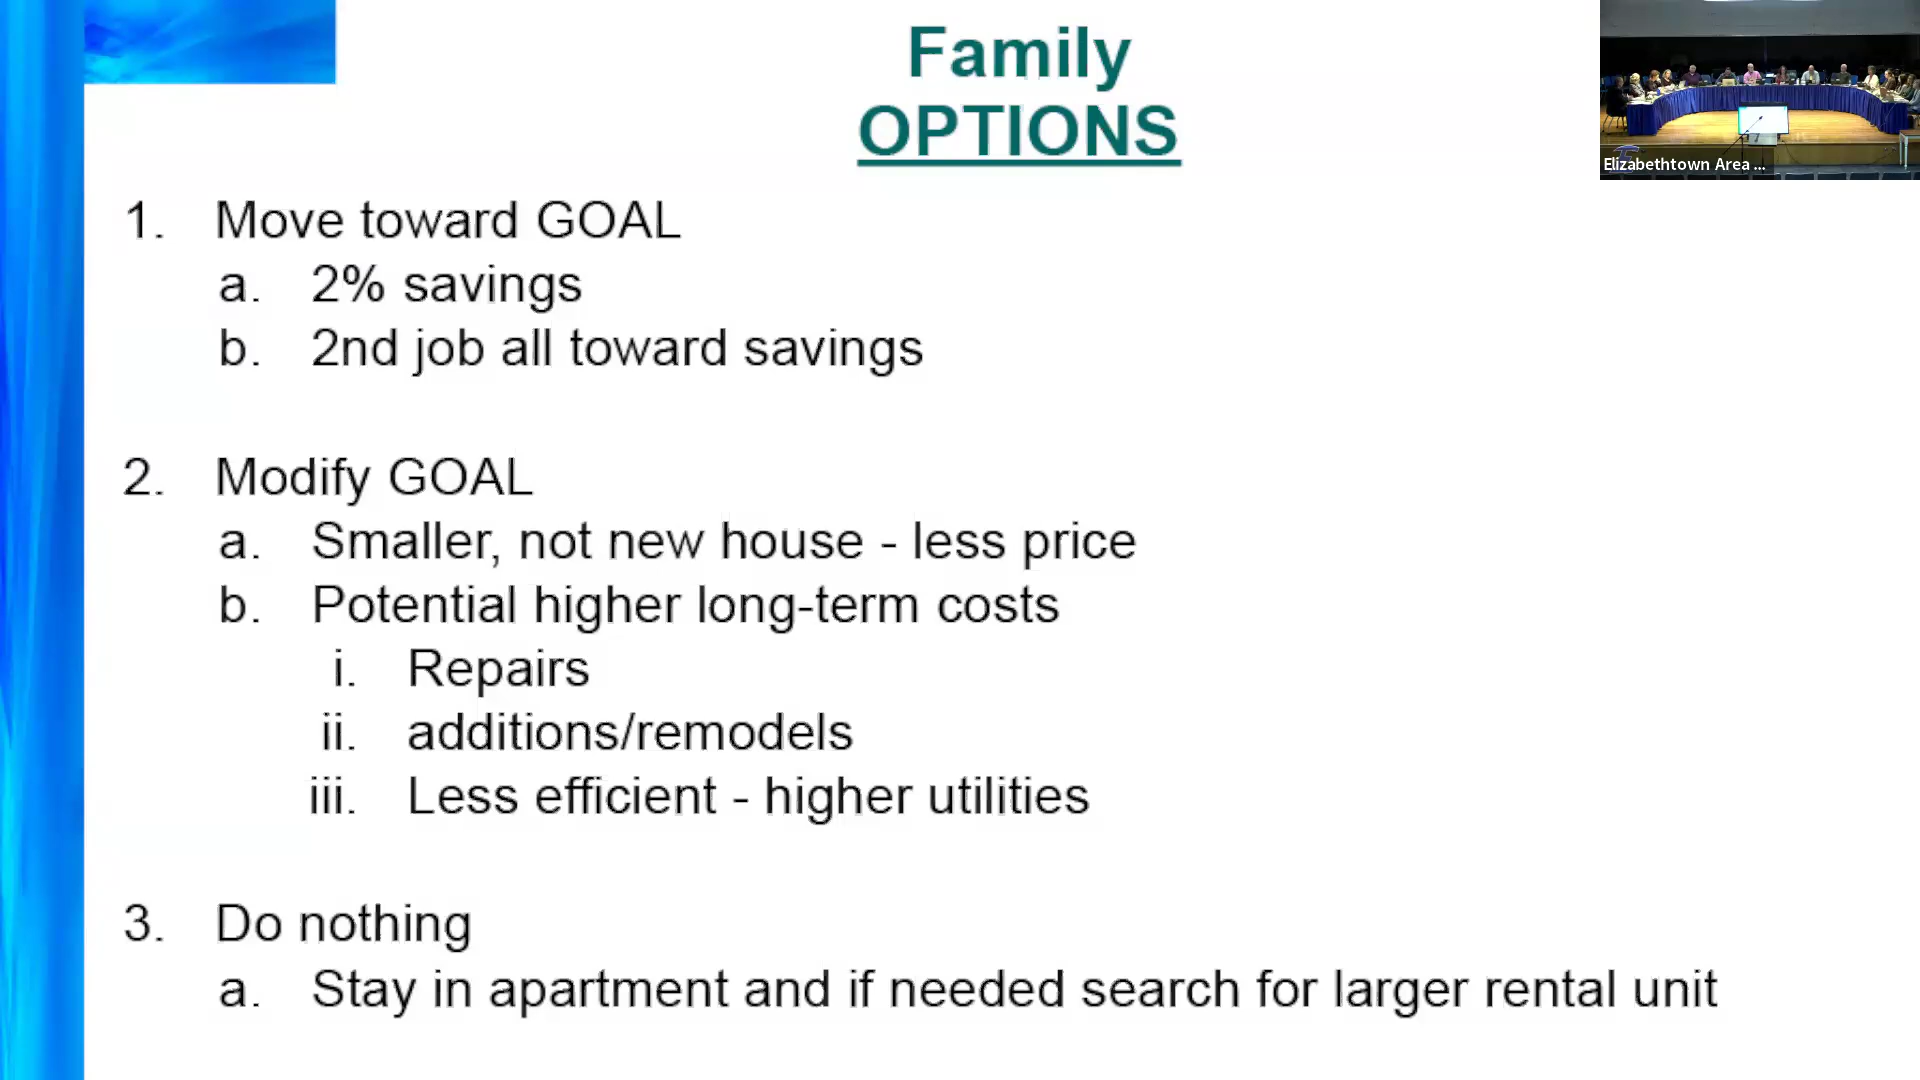 Family
OPTIONS
Elizabethtown Area ...
1. Move toward GOAL
a. 2% savings
b. 2nd job all toward savings
2. Modify GOAL
a. Smaller, not new house - less price
b. Potential higher long-term costs
i. Repairs
ii. additions/remodels
iii. Less efficient - higher utilities
3. Do nothing
a. Stay in apartment and if needed search for larger rental unit